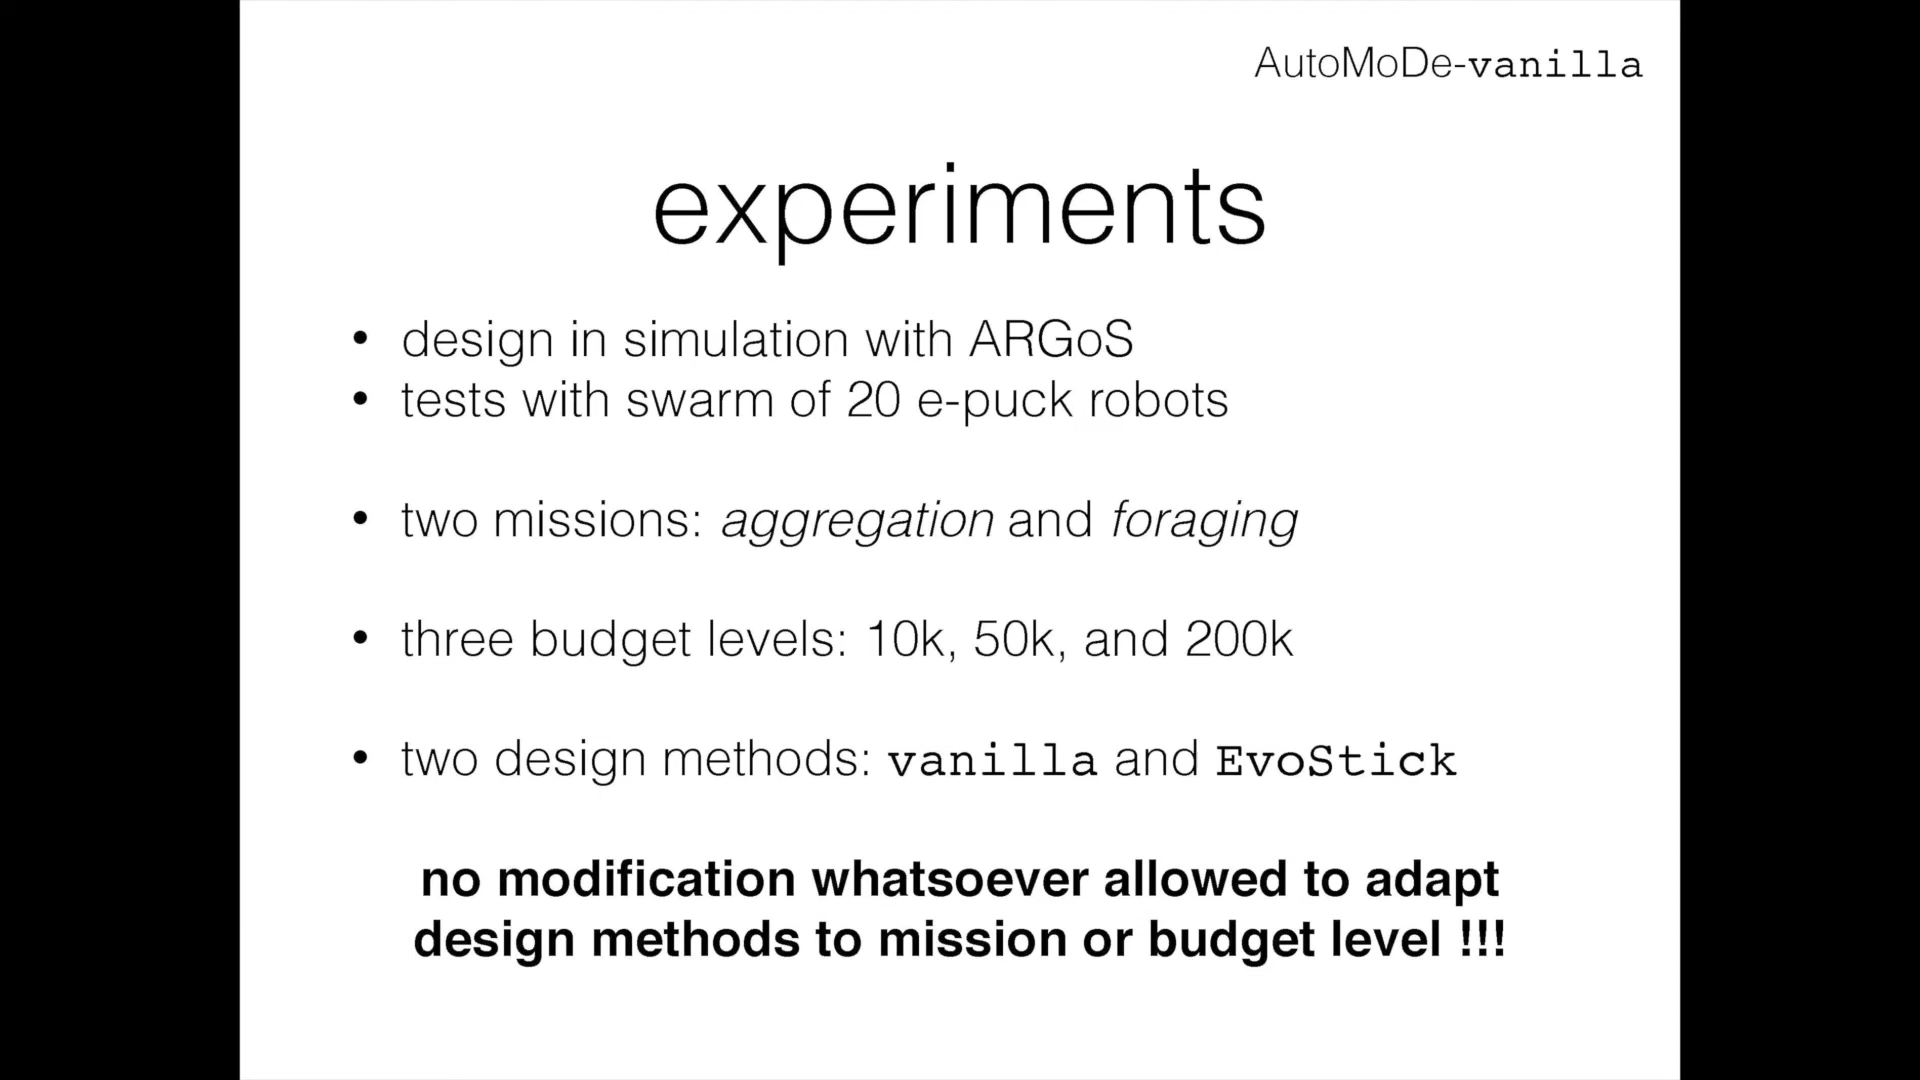 AutoMoDe-vanilla
experiments
• design in simulation with ARGoS
• tests with swarm of 20 e-puck robots
• two missions: aggregation and foraging
• three budget levels: 10k, 50k, and 200k
• two design methods: vanilla and EvoStick
no modification whatsoever allowed to adapt
design methods to mission or budget level !!!